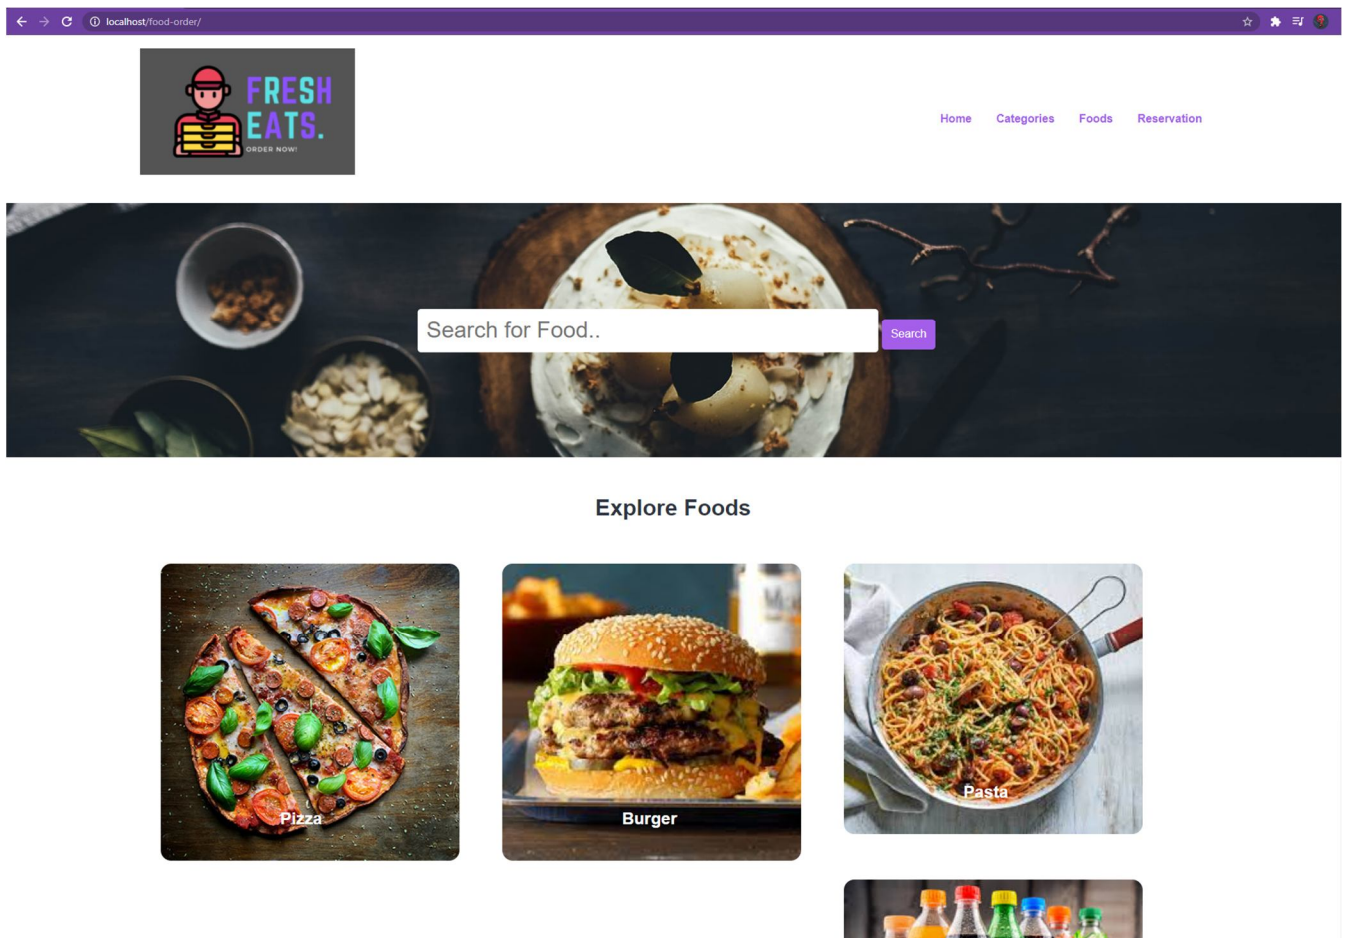 localhost/food-order/
FRESH
EATS.
ORDER NOW!
Home
Categories
Foods
Reservation
Search for Food..
Search
Explore Foods
Pizza
Burger
Pasta